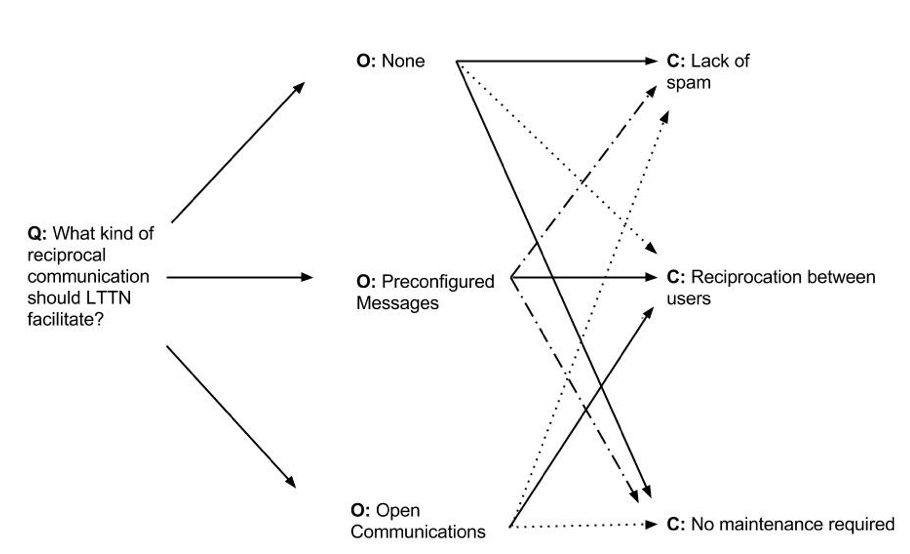 Q: What kind of
reciprocal
communication
should LTTN
facilitate?
O: None
O: Preconfigured
Messages
O: Open
Communications
C: Lack of
spam
C: Reciprocation between
users
C: No maintenance required